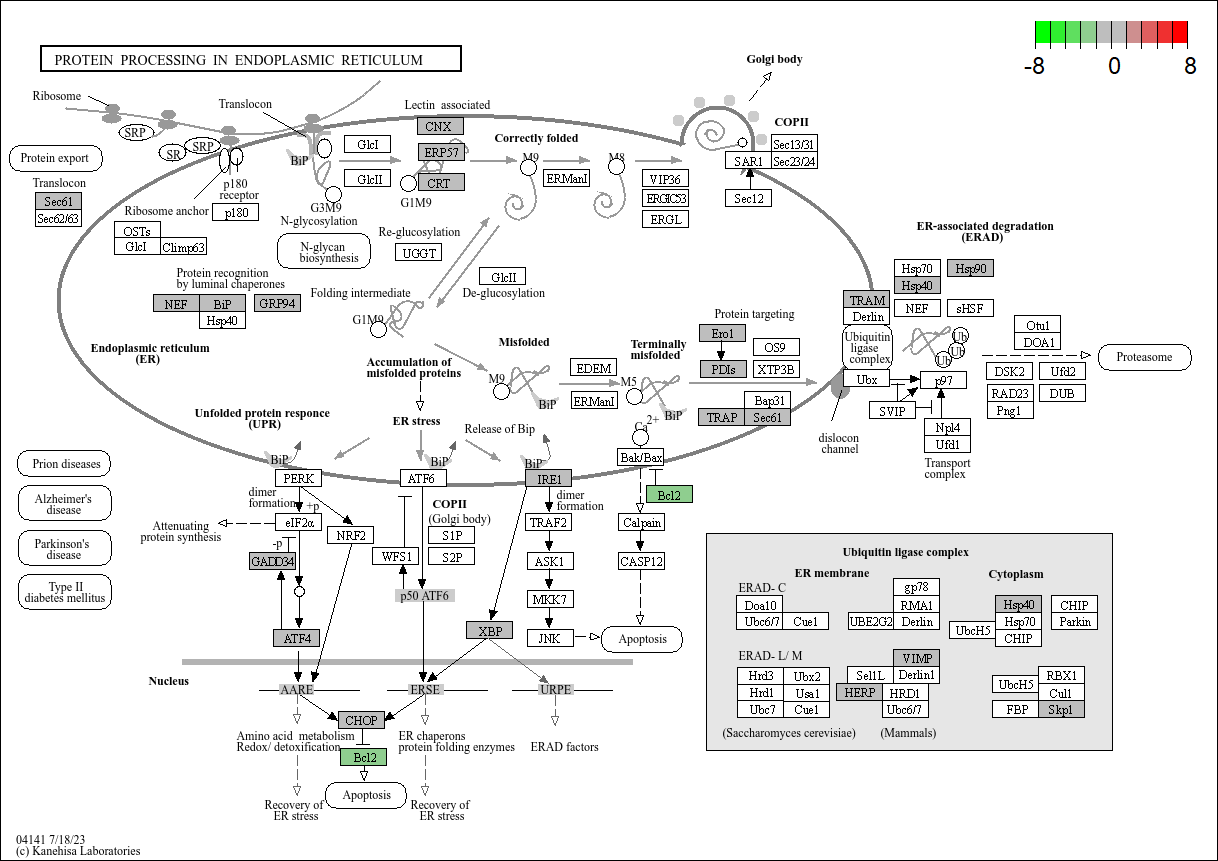 PROTEIN PROCESSING IN ENDOPLASMIC RETICULUM
-8 0 8
Golgi body
Ribosome
Translocon
Lectin associated
SRP
SR
SRP
CNX
GlcI
Correctly folded
COPII
Sec13/31
Protein export
BiP
ERP57
M9
M8
SAR1
Sec23/24
Translocon
Sec61
Sec62/63
p180
receptor
GlcII
CRT
G1M9
ERManI
VIP36
ERGIC53
ERGL
Sec12
Ribosome anchor
p180
G3M9
N-glycosylation
OSTs
GlcI
Climp63
N-glycan
biosynthesis
Re-glucosylation
UGGT
ER-associated degradation
(ERAD)
Protein recognition
by luminal chaperones
NEF
BiP
GRP94
Hsp40
GlcII
De-glucosylation
Folding intermediate
G1M9
Hsp70
Hsp90
Hsp40
TRAM
Derlin
NEF
sHSF
Protein targeting
Ero1
OS9
PDIs
XTP3B
Ubiquitin
ligase
complex
Ub
Ub
Ub
Otu1
DOA1
Proteasome
Endoplasmic reticulum
(ER)
Accumulation of
misfolded proteins
Misfolded
Terminally
misfolded
M9
EDEM
ERManI
M5
BiP
BiP
Ubx
p97
DSK2
Ufd2
RAD23
DUB
Png1
Bap31
TRAP
Sec61
SVIP
Npl4
Ufd1
dislocon
channel
Transport
complex
Unfolded protein responce
(UPR)
ER stress
Release of Bip
Ca2+
Bak/Bax
Bcl2
Calpain
CASP12
Apoptosis
Prion diseases
Alzheimer's
disease
Parkinson's
disease
Type II
diabetes mellitus
BiP
PERK
BiP
ATF6
BiP
IRE1
dimer
formation
+p
eIF2α
Attenuating
protein synthesis
-p
GADD34
NRF2
COPII
(Golgi body)
WFS1
S1P
S2P
p50 ATF6
dimer
formation
TRAF2
ASK1
MKK7
JNK
ATF4
XBP
Nucleus
AARE
ERSE
URPE
CHOP
Amino acid metabolism
Redox/ detoxification
ER chaperons
protein folding enzymes
ERAD factors
Bcl2
Apoptosis
Recovery of
ER stress
Recovery of
ER stress
Ubiquitin ligase complex
ER membrane
Cytoplasm
ERAD- C
Doa10
Ubc6/7
Cue1
gp78
RMA1
UBE2G2
Derlin
Hsp40
CHIP
UbcH5
Hsp70
Parkin
CHIP
ERAD- L/ M
Hrd3
Ubx2
Hrd1
Usa1
Ubc7
Cue1
VIMP
Sel1L
Derlin1
HERP
HRD1
Ubc6/7
UbcH5
RBX1
Cul1
FBP
Skp1
(Saccharomyces cerevisiae)
(Mammals)
04141 7/18/23
(c) Kanehisa Laboratories